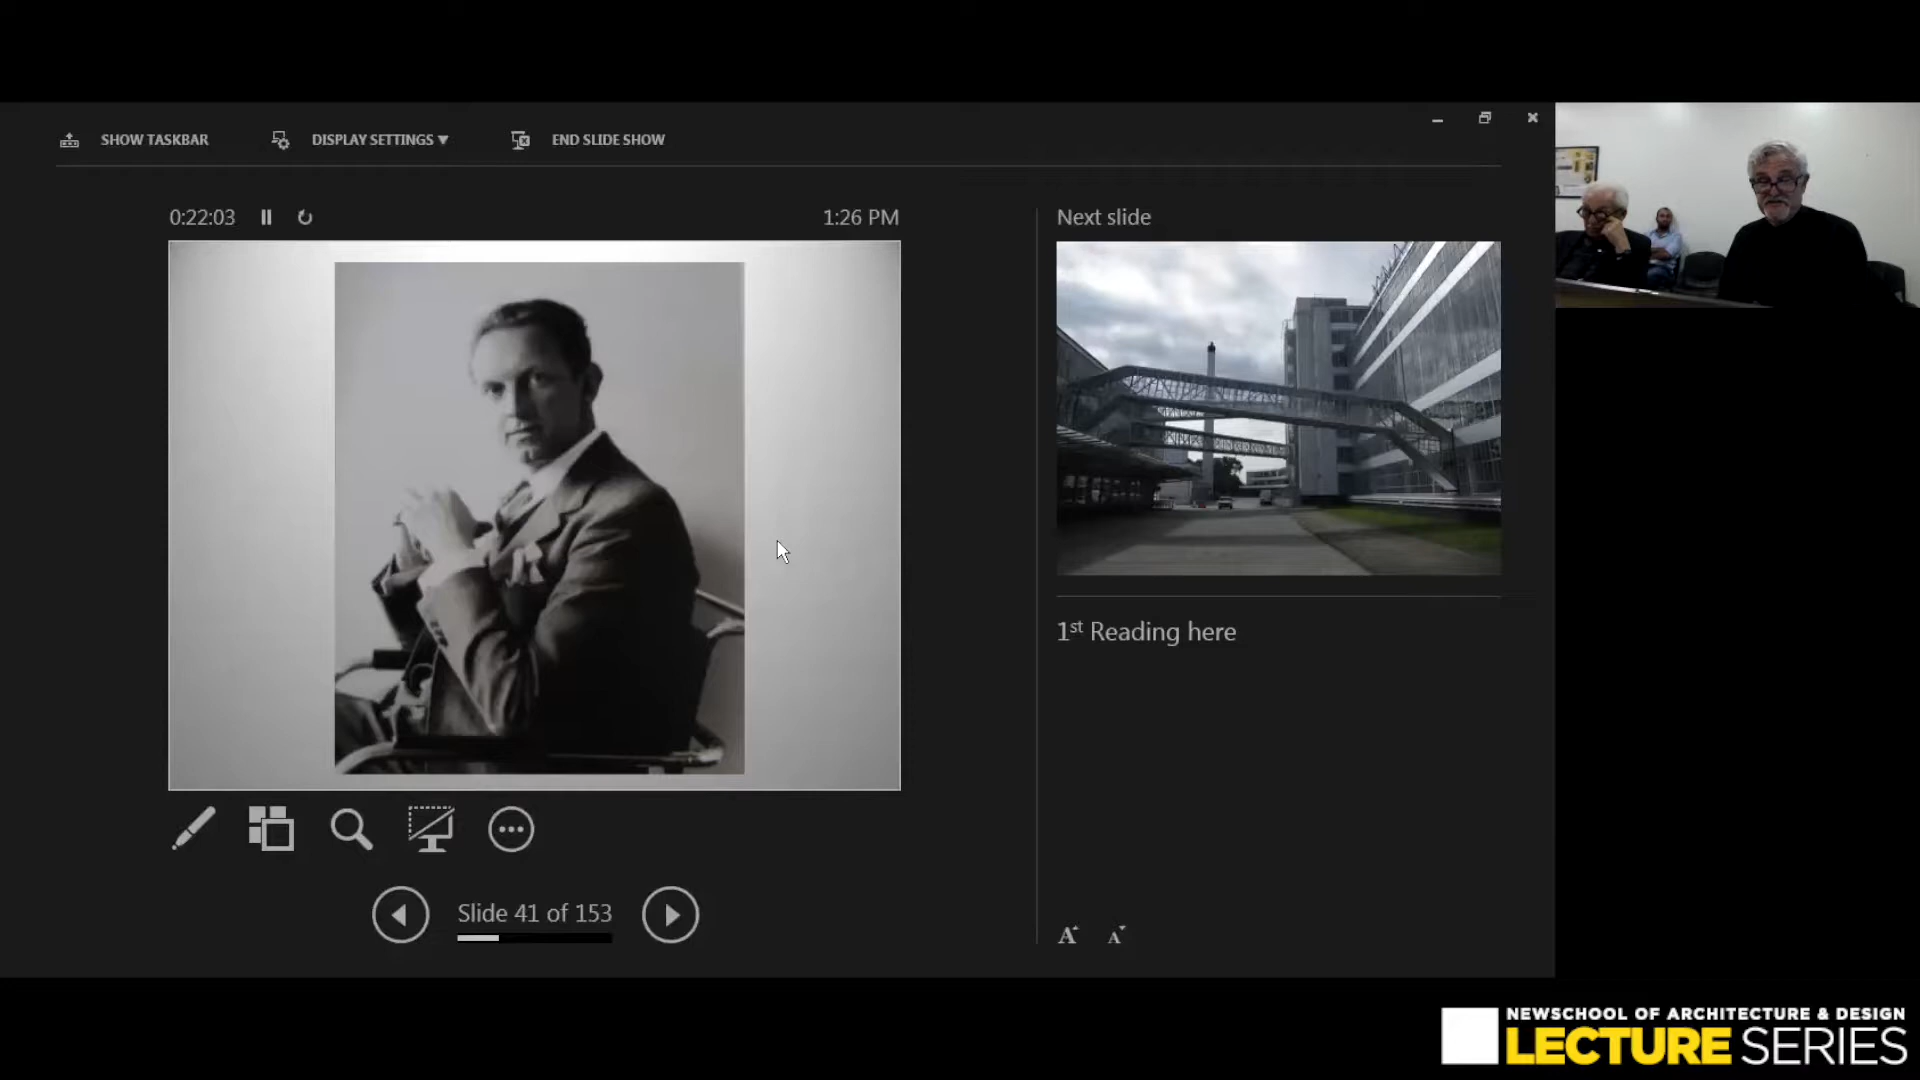 SHOW TASKBAR
DISPLAY SETTINGS ▼
END SLIDE SHOW
0:22:03
1:26 PM
Next slide
1st Reading here
Slide 41 of 153
A A
NEWSCHOOL OF ARCHITECTURE & DESIGN
LECTURE SERIES